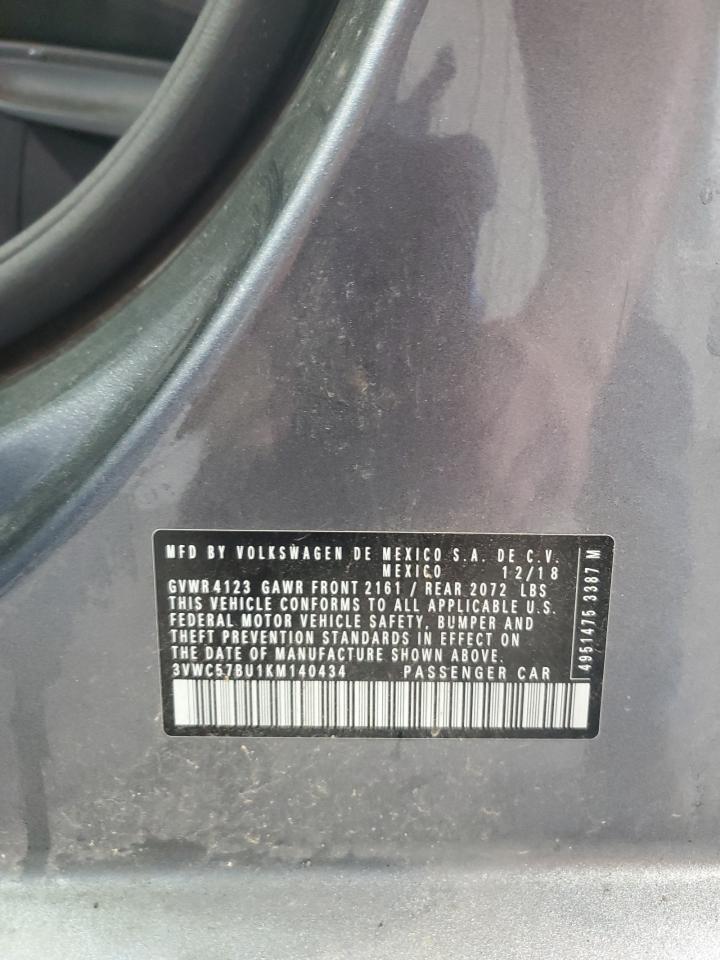 MFD BY VOLKSWAGEN DE MEXICO S.A. DE C.V.
MEXICO 12/18
GVWR 4123 GAWR FRONT 2161 / REAR 2072 LBS
THIS VEHICLE CONFORMS TO ALL APPLICABLE U.S.
FEDERAL MOTOR VEHICLE SAFETY, BUMPER AND
THEFT PREVENTION STANDARDS IN EFFECT ON
THE DATE OF MANUFACTURE SHOWN ABOVE.
3VWC57BU1KM140434 PASSENGER CAR
4951475 3387 M